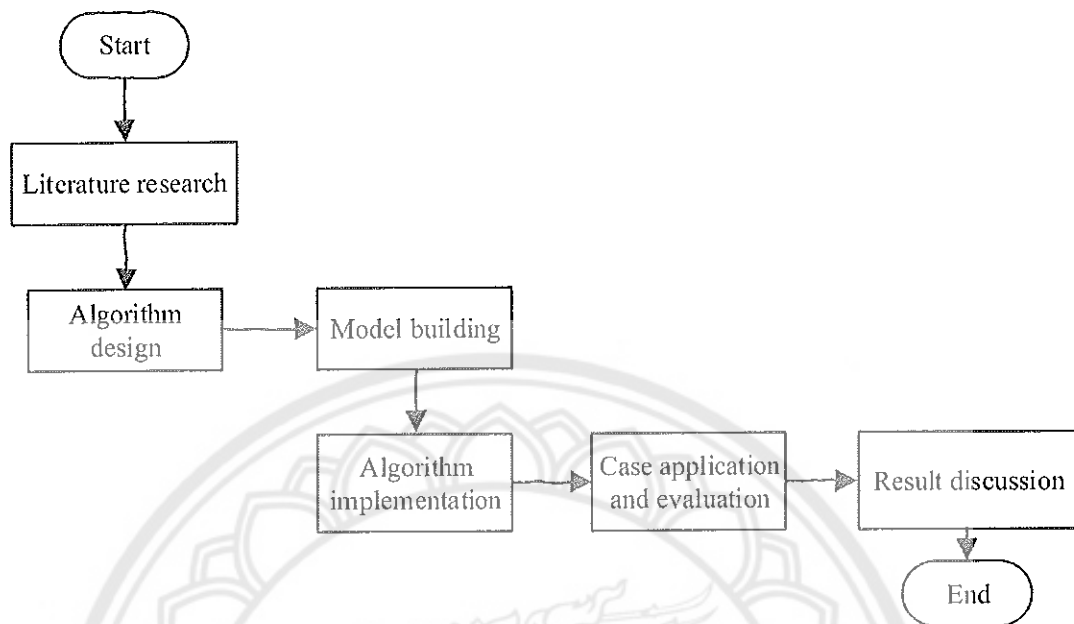 Start
Literature research
Algorithm
design
Model building
Algorithm
implementation
Case application
and evaluation
Result discussion
End